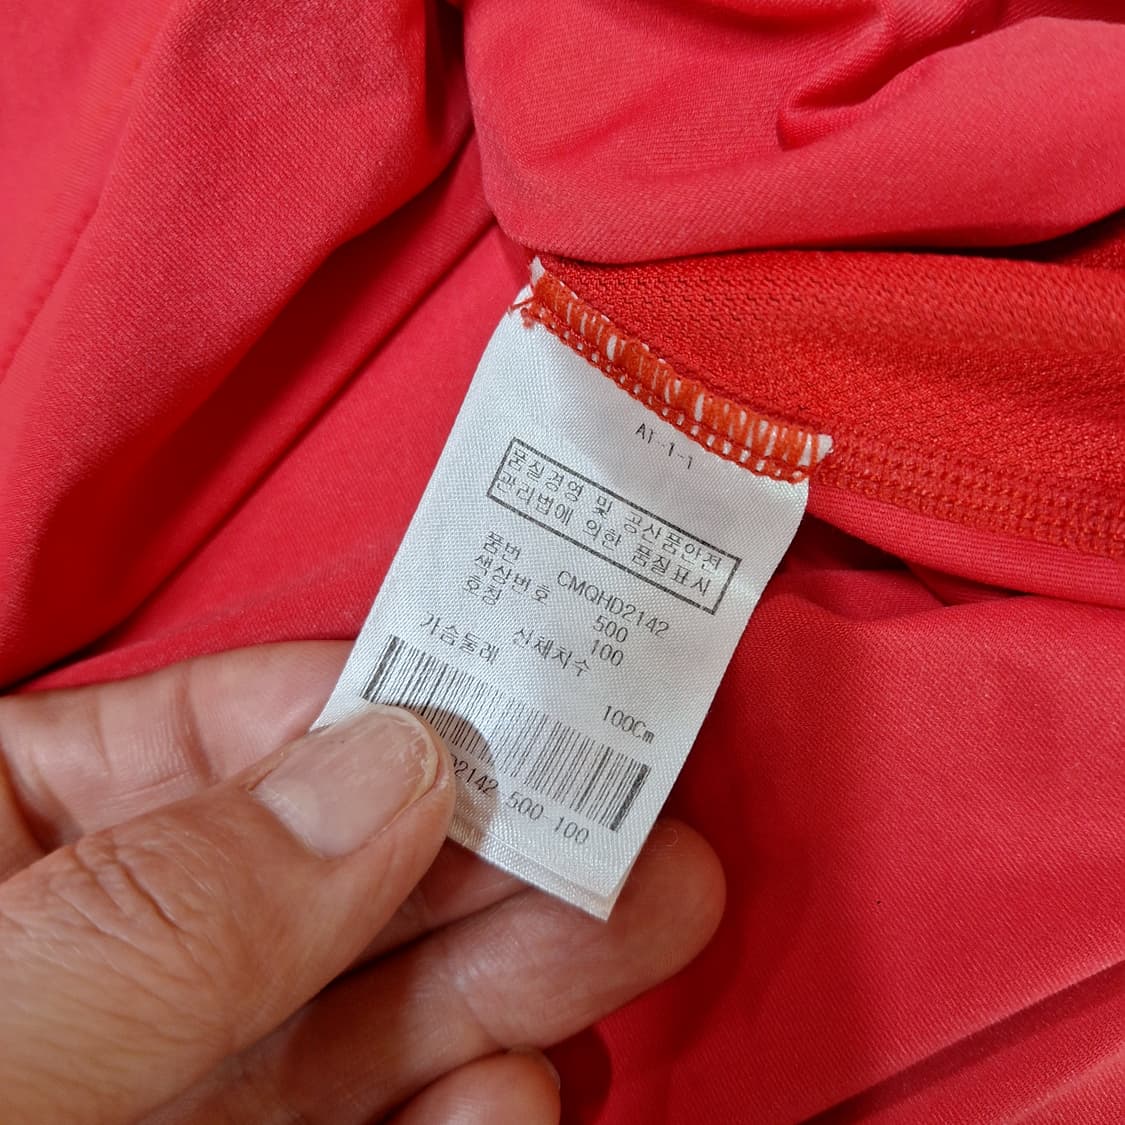 A1-1-1
품질경영 및 공산품안전
관리법에 의한 품질표시
품번 CMQHD2142
색상번호 500
호칭 100
신체치수
가슴둘레 100Cm
D2142 500-100